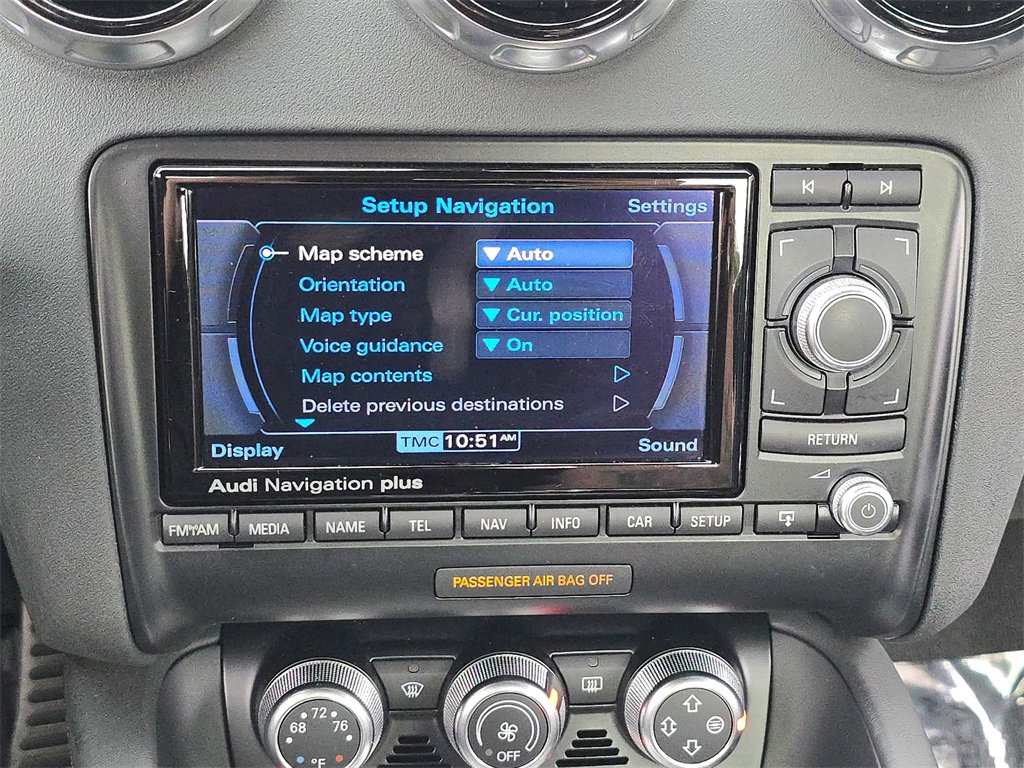 Setup Navigation Settings
Map scheme Auto
Orientation Auto
Map type Cur. position
Voice guidance On
Map contents
Delete previous destinations
Display TMC 10:51 AM Sound
Audi Navigation plus
RETURN
FM AM MEDIA NAME TEL NAV INFO CAR SETUP
PASSENGER AIR BAG OFF
68 72 76
°F
OFF